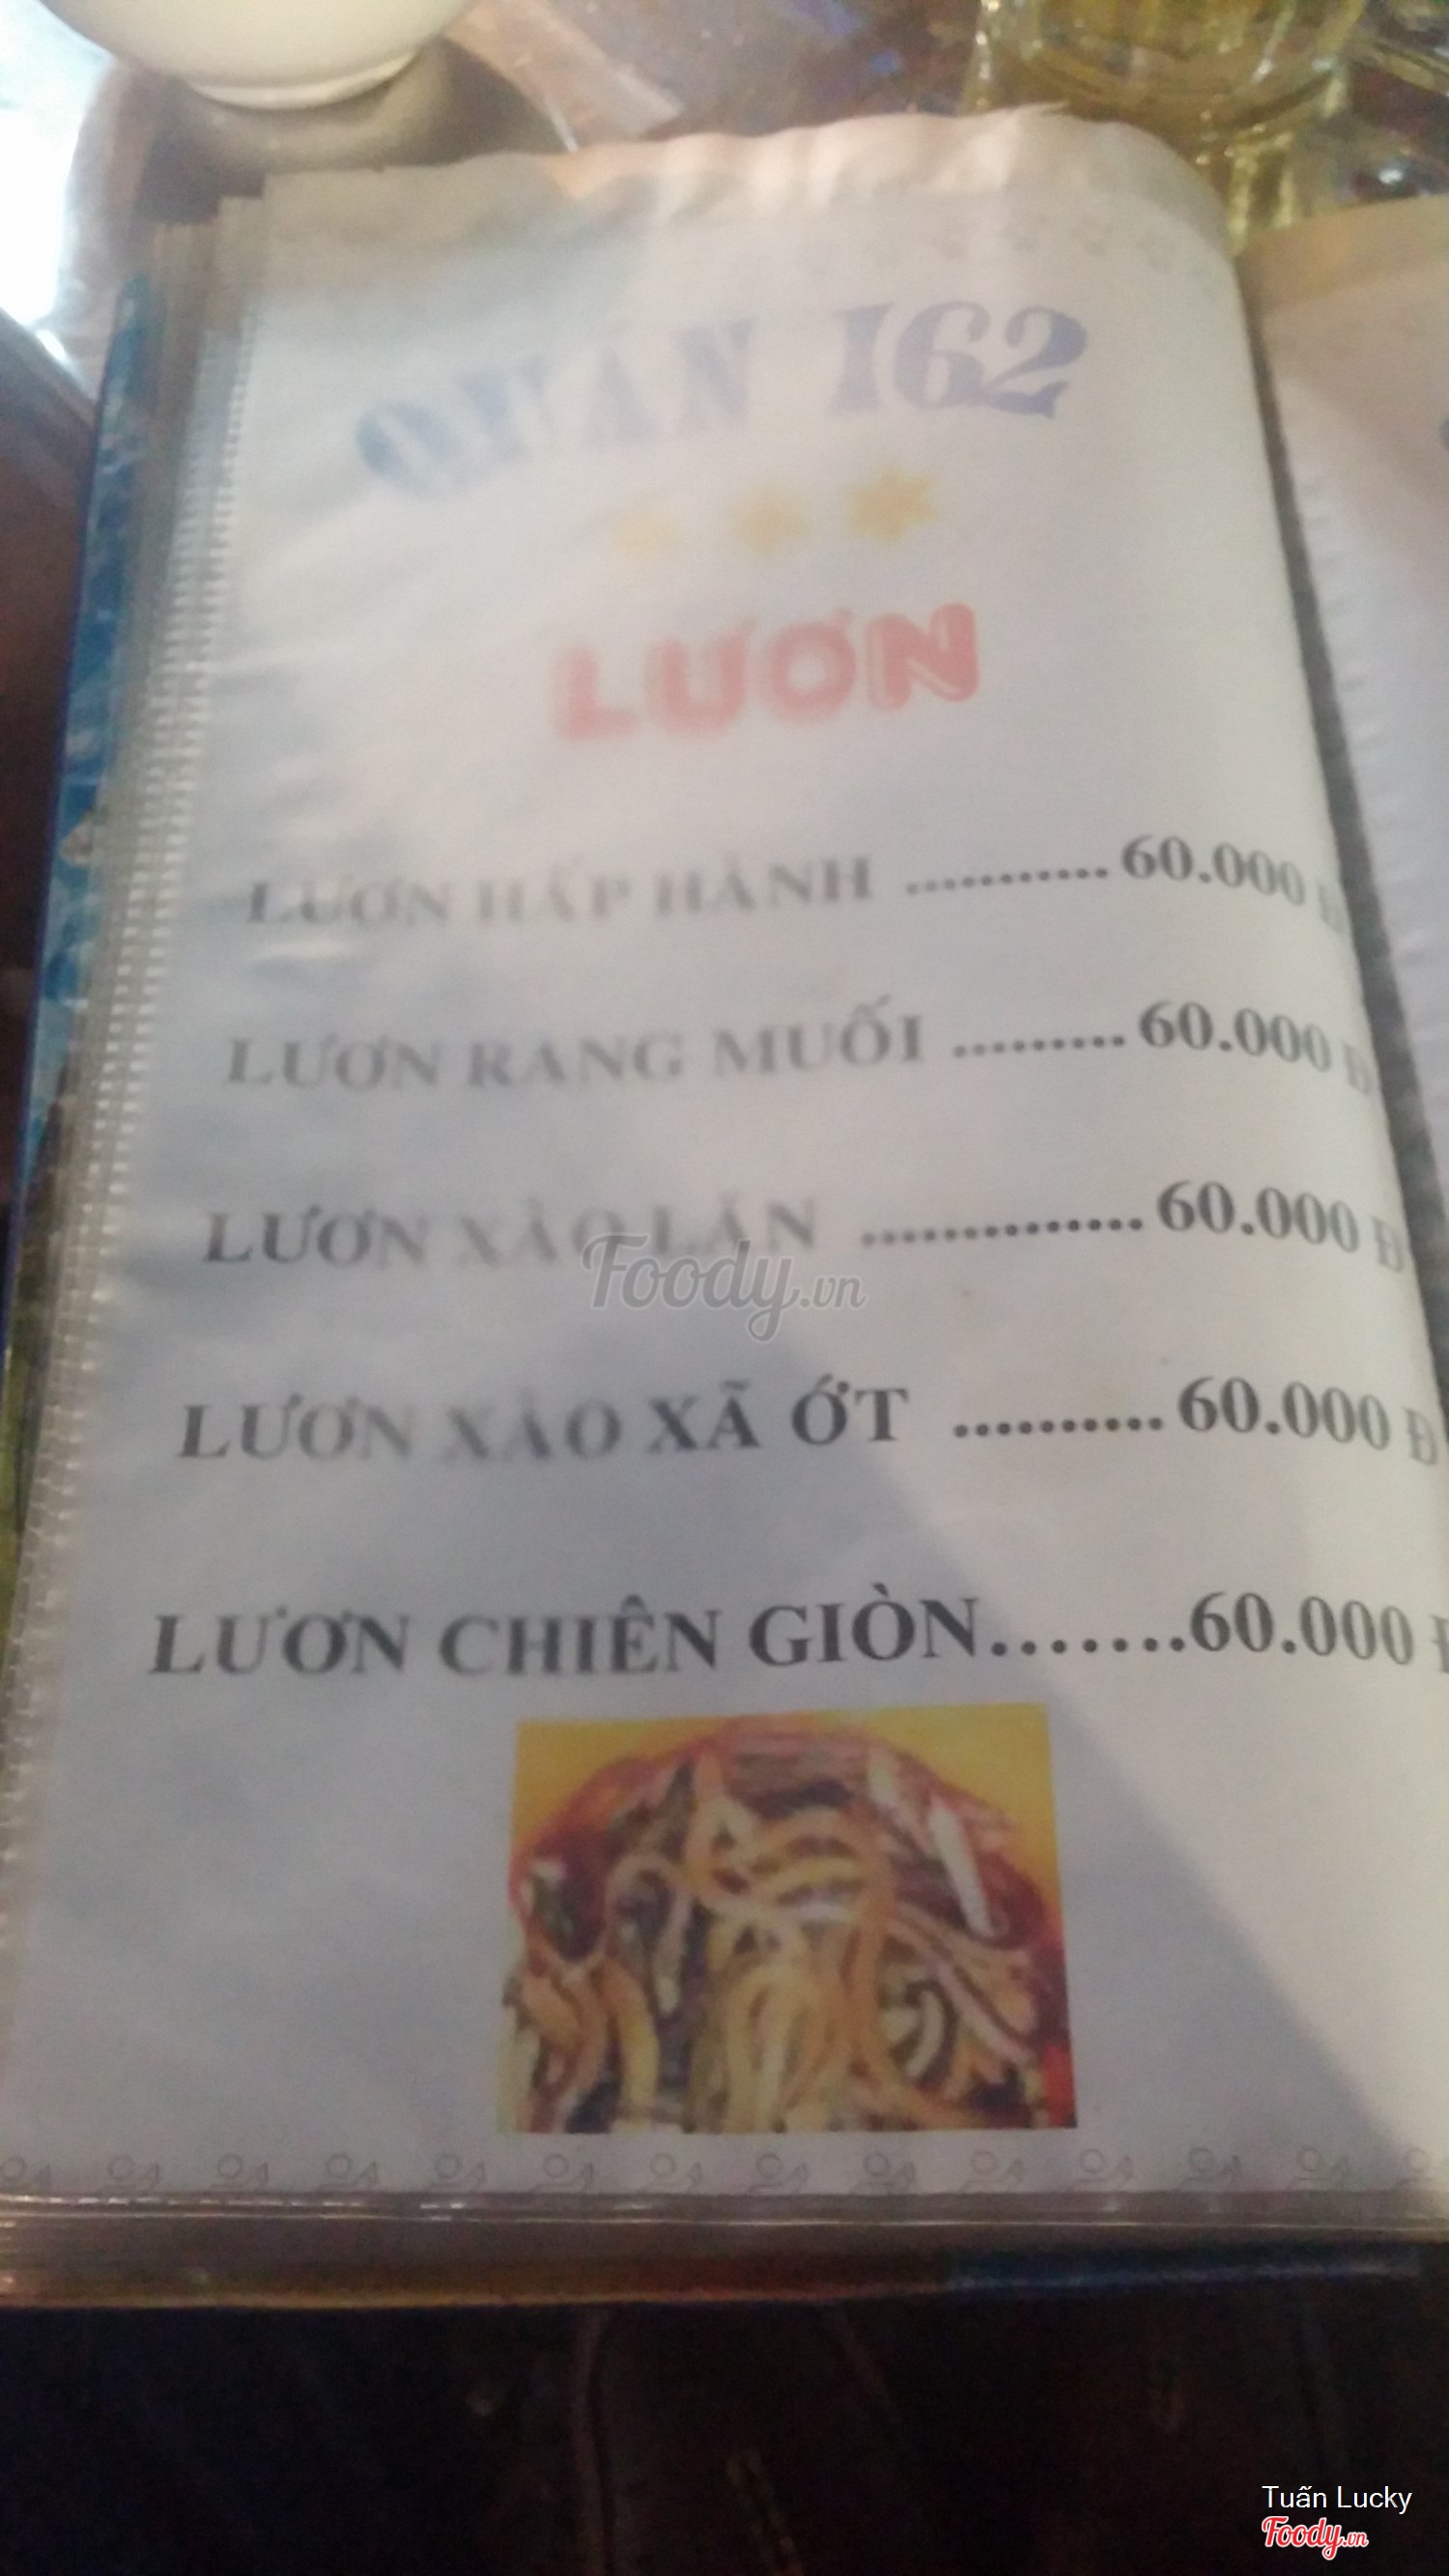 QUÁN 162
LƯƠN
LƯƠN HẤP HÀNH ........... 60.000 Đ
LƯƠN RANG MUỐI ......... 60.000 Đ
LƯƠN XÀO LĂN ............... 60.000 Đ
Foody.vn
LƯƠN XÀO XÃ ỚT .......... 60.000 Đ
LƯƠN CHIÊN GIÒN.......60.000 Đ
Tuấn Lucky
Foody.vn